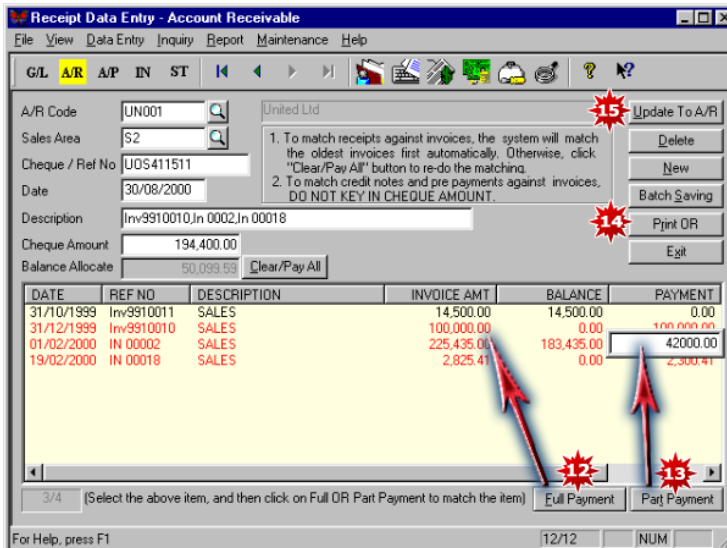 Receipt Data Entry - Account Receivable
File View Data Entry Inquiry Report Maintenance Help
G/L A/R A/P IN ST
A/R Code UN001 United Ltd
15 Update To A/R
Sales Area S2
Delete
Cheque / Ref No UOS411511
New
Date 30/08/2000
Batch Saving
1. To match receipts against invoices, the system will match
the oldest invoices first automatically. Otherwise, click
"Clear/Pay All" button to re-do the matching.
2. To match credit notes and pre payments against invoices,
DO NOT KEY IN CHEQUE AMOUNT.
Description Inv9910010,In 0002,In 00018
14 Print OR
Cheque Amount 194,400.00
Exit
Balance Allocate 50,099.59 Clear/Pay All
DATE REF NO DESCRIPTION INVOICE AMT BALANCE PAYMENT
31/10/1999 Inv9910011 SALES 14,500.00 14,500.00 0.00
31/12/1999 Inv9910010 SALES 100,000.00 0.00 100,000.00
01/02/2000 IN 00002 SALES 225,435.00 183,435.00 42000.00
19/02/2000 IN 00018 SALES 2,825.41 0.00 2,300.41
12 13
3/4 (Select the above item, and then click on Full OR Part Payment to match the item) Full Payment Part Payment
For Help, press F1 12/12 NUM